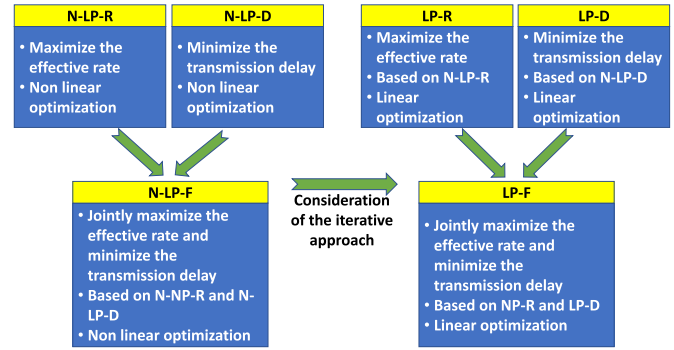 N-LP-R
• Maximize the
effective rate
• Non linear
optimization
N-LP-D
• Minimize the
transmission delay
• Non linear
optimization
LP-R
• Maximize the
effective rate
• Based on N-LP-R
• Linear
optimization
LP-D
• Minimize the
transmission delay
• Based on N-LP-D
• Linear
optimization
N-LP-F
• Jointly maximize the
effective rate and
minimize the
transmission delay
• Based on N-NP-R and N-
LP-D
• Non linear optimization
Consideration
of the iterative
approach
LP-F
• Jointly maximize the
effective rate and
minimize the
transmission delay
• Based on NP-R and LP-D
• Linear optimization